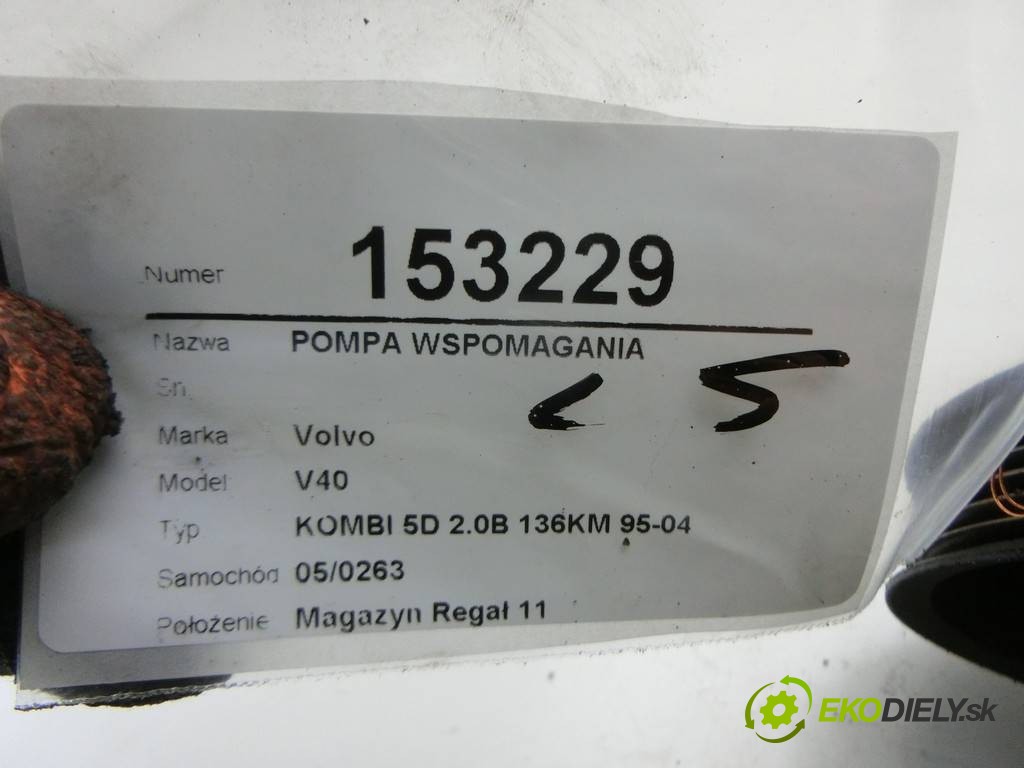 Numer 153229
Nazwa POMPA WSPOMAGANIA
Sn.
C5
Marka Volvo
Model V40
Typ KOMBI 5D 2.0B 136KM 95-04
Samochód 05/0263
Położenie Magazyn Regał 11
EKODIELY.sk